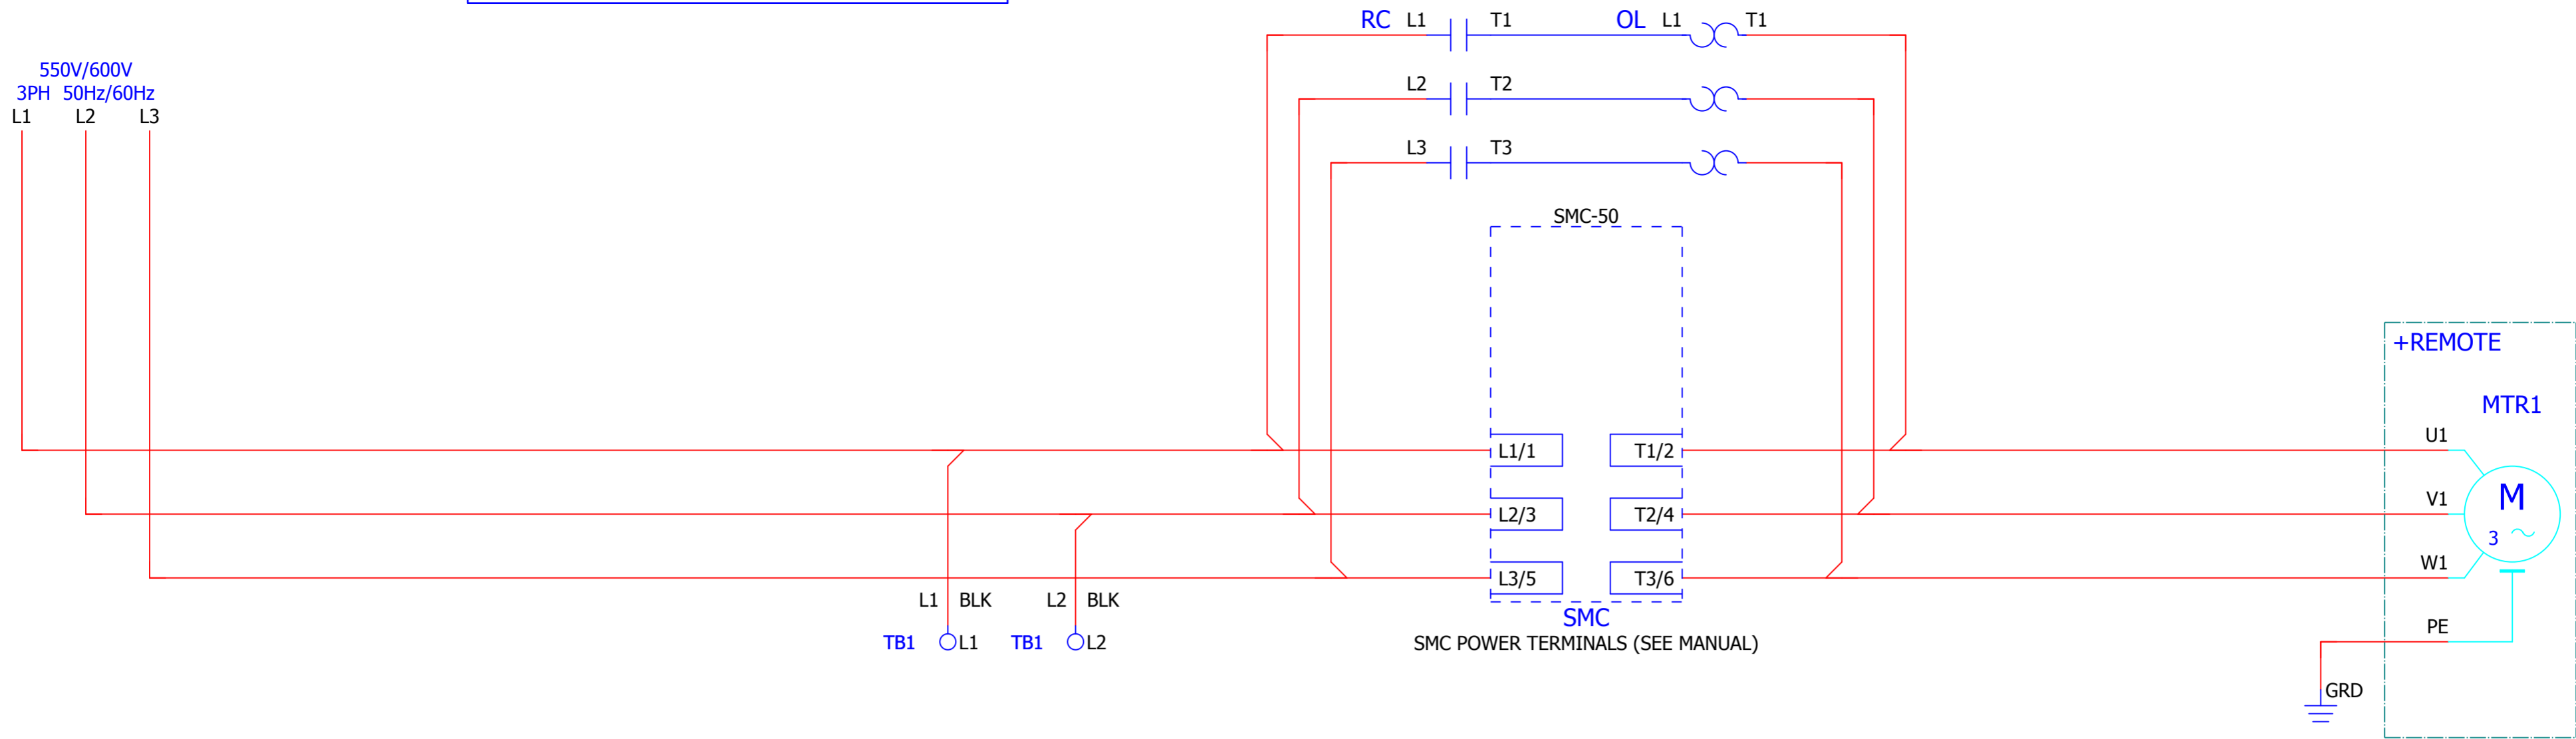 RC L1 T1 OL L1 T1
550V/600V
3PH 50Hz/60Hz
L1 L2 L3
L2 T2
L3 T3
SMC-50
+REMOTE
MTR1
U1
L1/1 T1/2
V1
M
3 ~
L2/3 T2/4
W1
L3/5 T3/6
L1 BLK L2 BLK
SMC
PE
TB1 L1 TB1 L2
SMC POWER TERMINALS (SEE MANUAL)
GRD